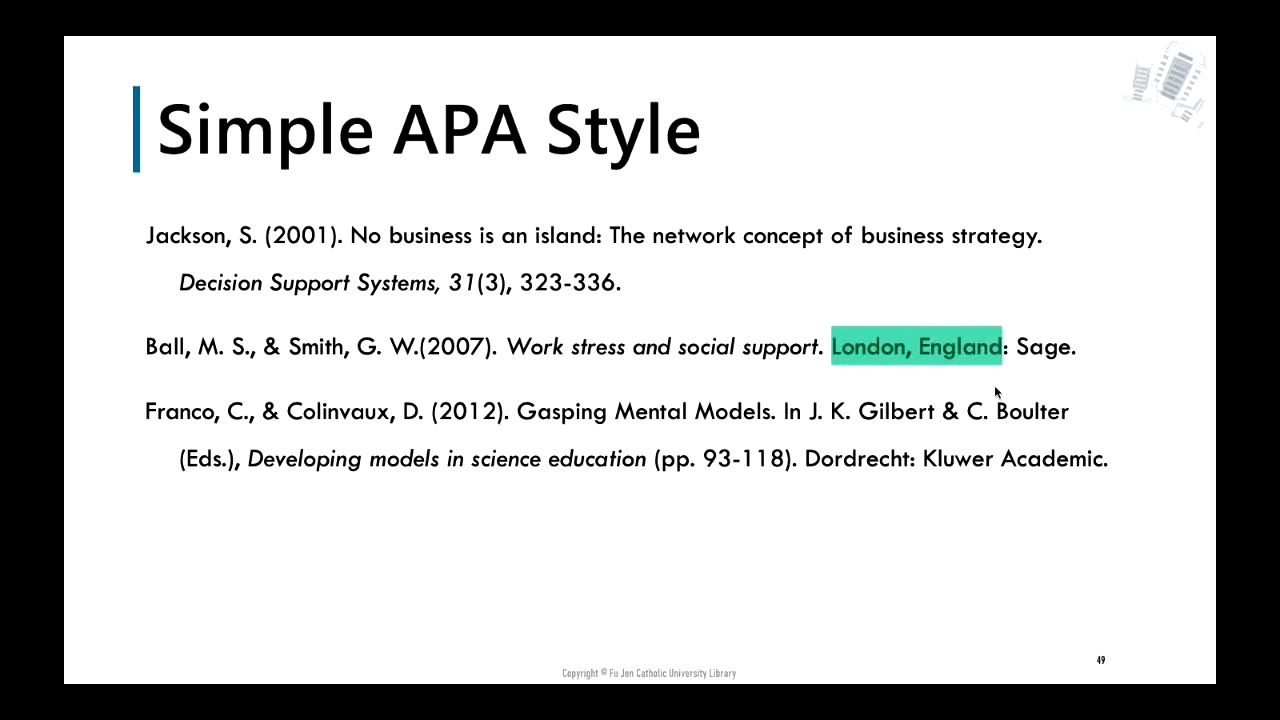 Simple APA Style
Jackson, S. (2001). No business is an island: The network concept of business strategy.
Decision Support Systems, 31(3), 323-336.
Ball, M. S., & Smith, G. W.(2007). Work stress and social support. London, England: Sage.
Franco, C., & Colinvaux, D. (2012). Gasping Mental Models. In J. K. Gilbert & C. Boulter
(Eds.), Developing models in science education (pp. 93-118). Dordrecht: Kluwer Academic.
49
Copyright © Fu Jen Catholic University Library